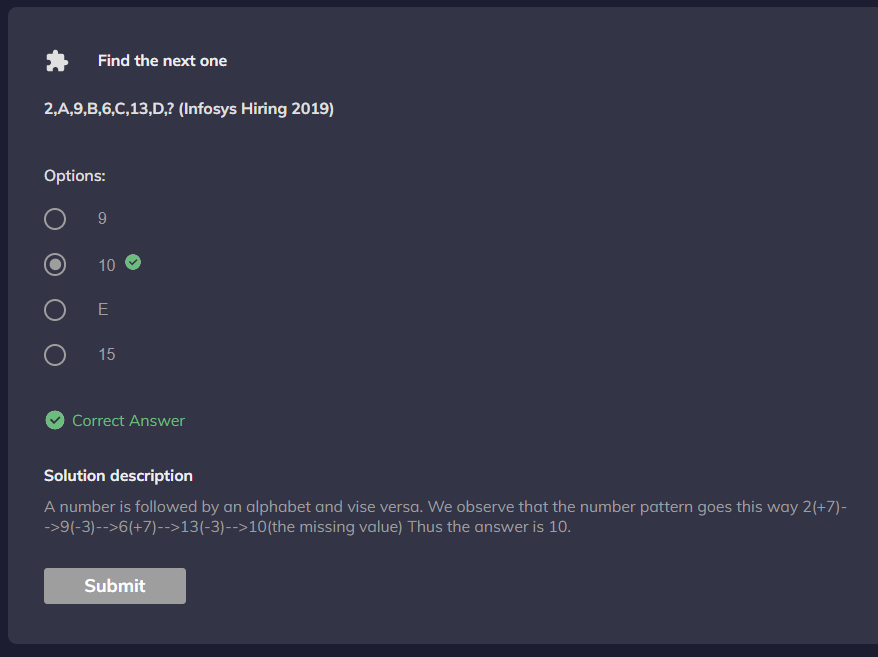 Find the next one
2,A,9,B,6,C,13,D,? (Infosys Hiring 2019)
Options:
9
10
E
15
Correct Answer
Solution description
A number is followed by an alphabet and vise versa. We observe that the number pattern goes this way 2(+7)-
->9(-3)-->6(+7)-->13(-3)-->10(the missing value) Thus the answer is 10.
Submit